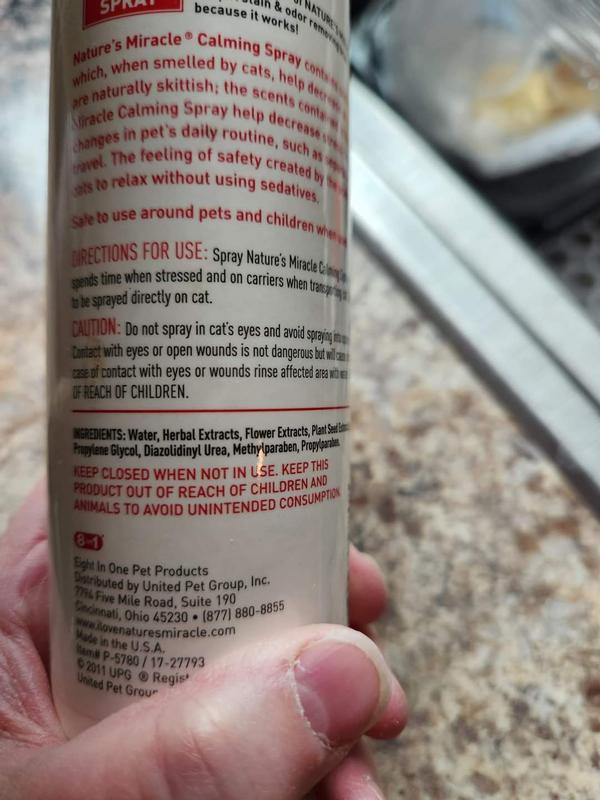 SPRAY
stain & odor removing
because it works!
Nature's Miracle® Calming Spray
which, when smelled by cats, help
are naturally skittish; the scents
Miracle Calming Spray help decrease
changes in pet's daily routine, such as
travel. The feeling of safety created by
cats to relax without using sedatives.
Safe to use around pets and children when
DIRECTIONS FOR USE: Spray Nature's Miracle Calming
spends time when stressed and on carriers when transporting
to be sprayed directly on cat.
CAUTION: Do not spray in cat's eyes and avoid spraying into
Contact with eyes or open wounds is not dangerous but will
case of contact with eyes or wounds rinse affected area with
OF REACH OF CHILDREN.
INGREDIENTS: Water, Herbal Extracts, Flower Extracts, Plant Seed
Propylene Glycol, Diazolidinyl Urea, Methylparaben, Propylparaben.
KEEP CLOSED WHEN NOT IN USE. KEEP THIS
PRODUCT OUT OF REACH OF CHILDREN AND
ANIMALS TO AVOID UNINTENDED CONSUMPTION.
8in1
Eight In One Pet Products
Distributed by United Pet Group, Inc.
7794 Five Mile Road, Suite 190
Cincinnati, Ohio 45230 • (877) 880-8855
www.ilovenaturesmiracle.com
Made in the U.S.A.
Item# P-5780 / 17-27793
© 2011 UPG ® Regist
United Pet Group